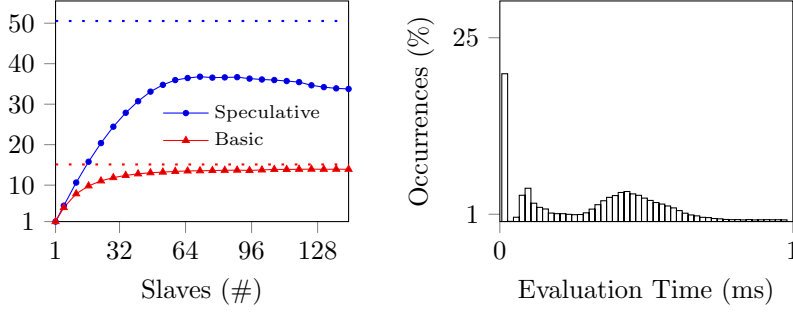 50
40
30
20
10
1
Speculative
Basic
1 32 64 96 128
Slaves (#)
Occurrences (%)
25
1
0 1
Evaluation Time (ms)